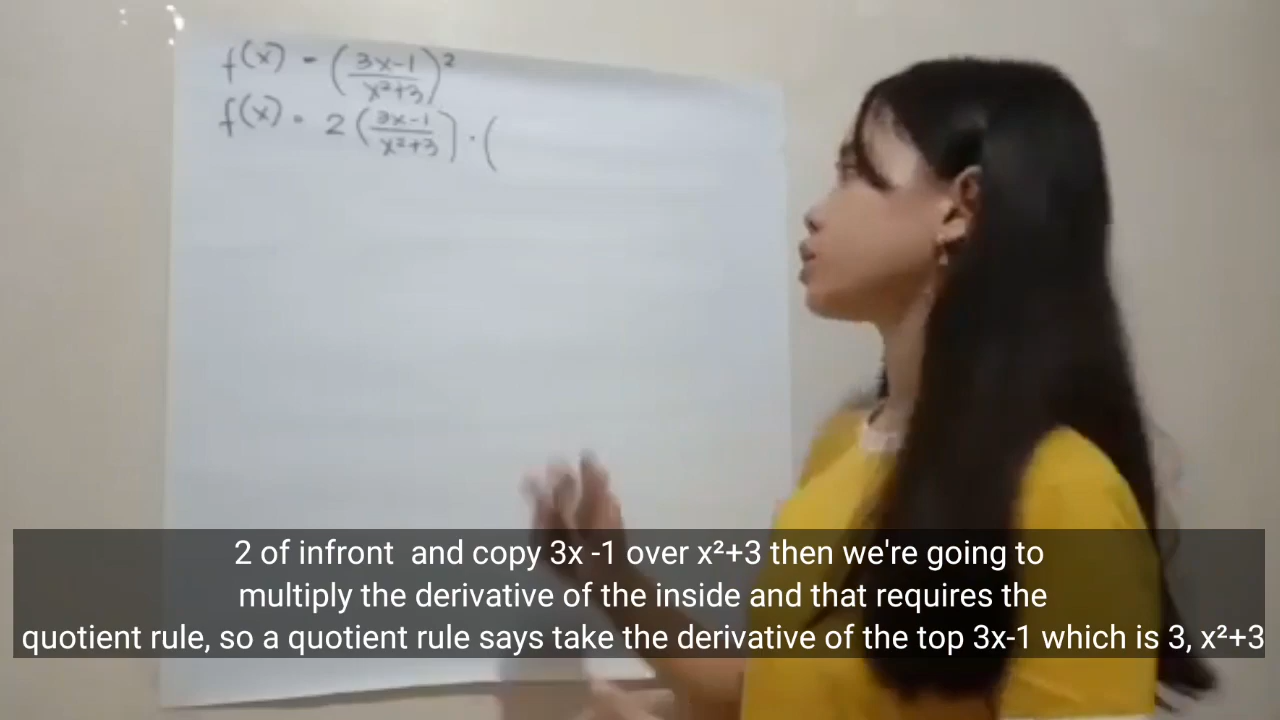 f(x) = (3x-1/x²+3)²
f(x) = 2(3x-1/x²+3) · (
2 of infront and copy 3x -1 over x²+3 then we're going to
multiply the derivative of the inside and that requires the
quotient rule, so a quotient rule says take the derivative of the top 3x-1 which is 3, x²+3